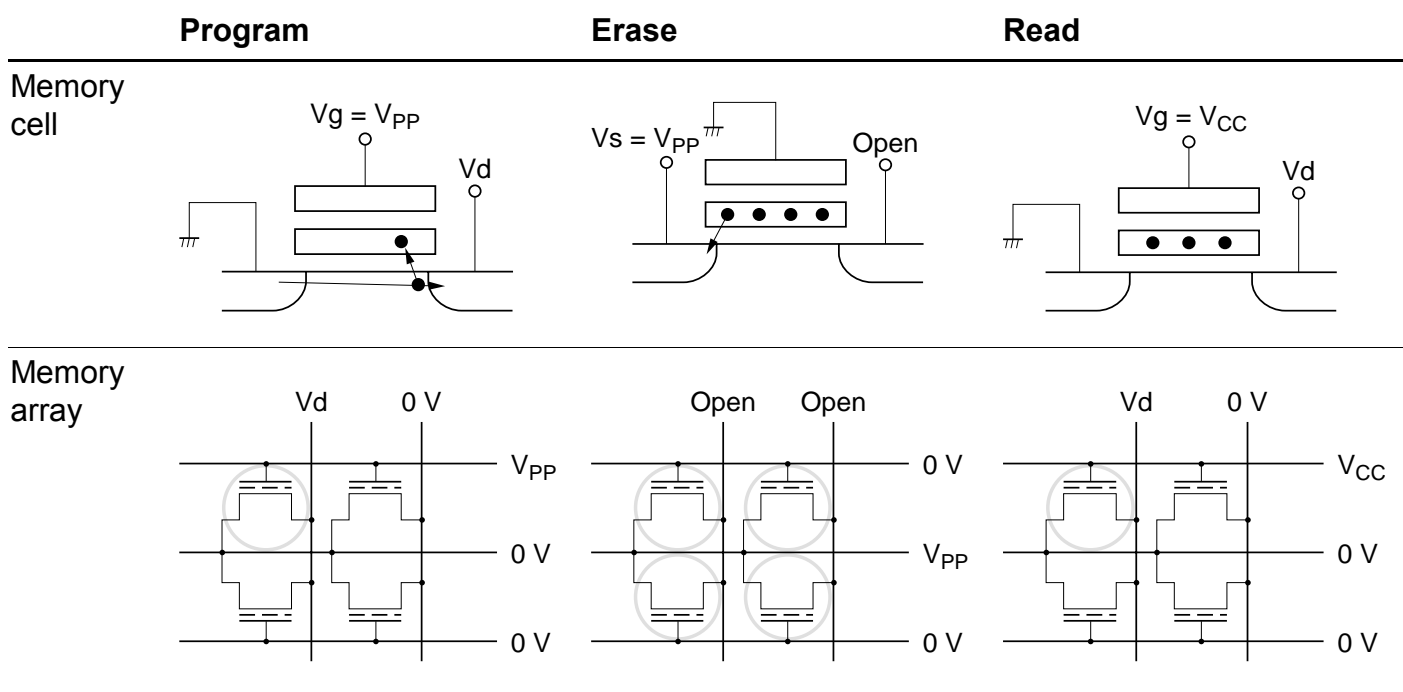 Program Erase Read
Memory
cell
Vg = VPP
Vd
Vs = VPP
Open
Vg = VCC
Vd
Memory
array
Vd 0 V
VPP
0 V
0 V
Open Open
0 V
VPP
0 V
Vd 0 V
VCC
0 V
0 V